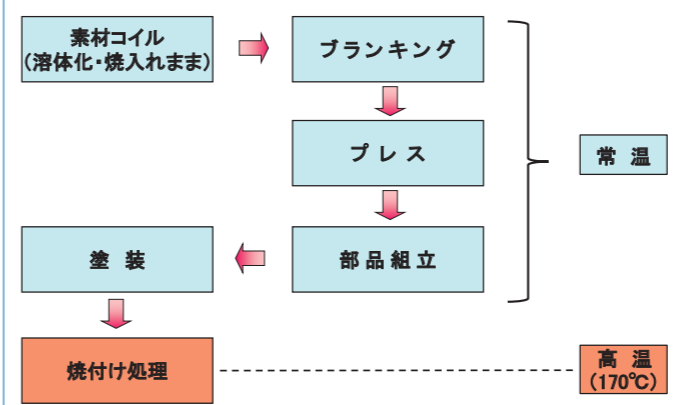 素材コイル
(溶体化・焼入れまま)
ブランキング
プレス
常温
部品組立
塗装
焼付け処理
高温
(170℃)